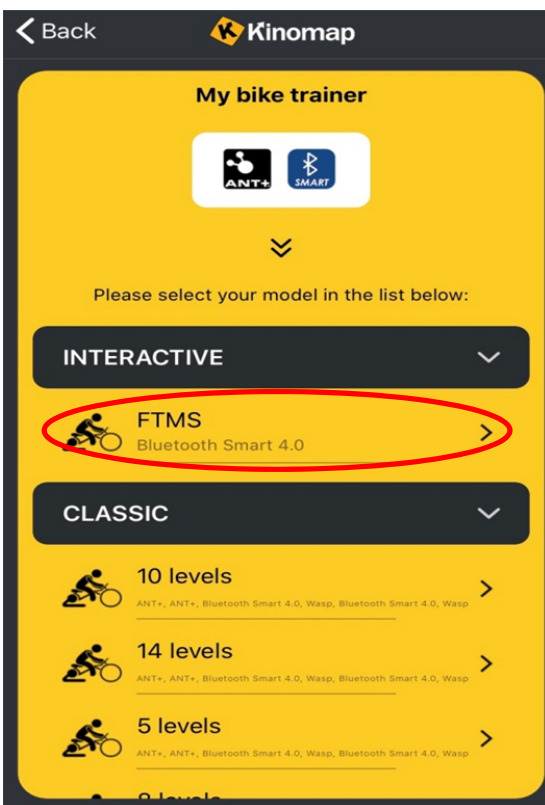 Back
Kinomap
My bike trainer
ANT+
SMART
Please select your model in the list below:
INTERACTIVE
FTMS
Bluetooth Smart 4.0
CLASSIC
10 levels
ANT+, ANT+, Bluetooth Smart 4.0, Wasp, Bluetooth Smart 4.0, Wasp
14 levels
ANT+, ANT+, Bluetooth Smart 4.0, Wasp, Bluetooth Smart 4.0, Wasp
5 levels
ANT+, ANT+, Bluetooth Smart 4.0, Wasp, Bluetooth Smart 4.0, Wasp
8 levels